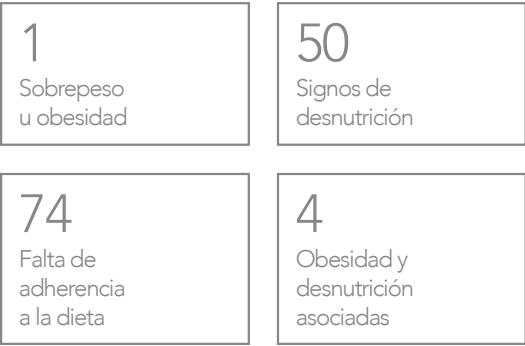 1
Sobrepeso
u obesidad
50
Signos de
desnutrición
74
Falta de
adherencia
a la dieta
4
Obesidad y
desnutrición
asociadas